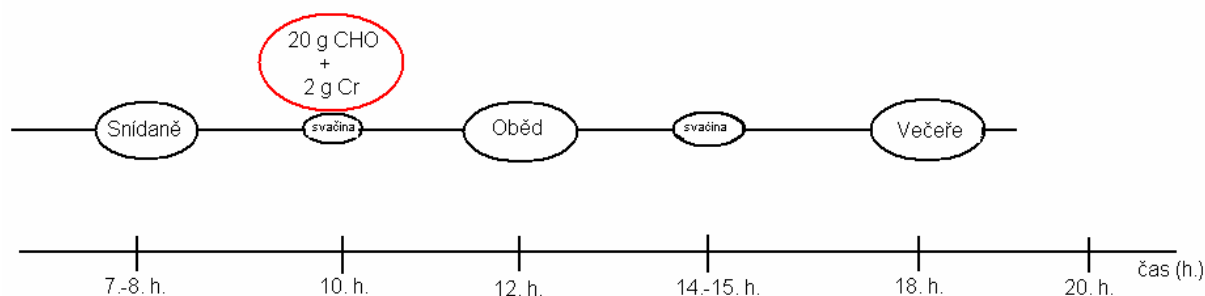 20 g CHO
+
2 g Cr
Snídaně
svačina
Oběd
svačina
Večeře
čas (h.)
7.-8. h.
10. h.
12. h.
14.-15. h.
18. h.
20. h.